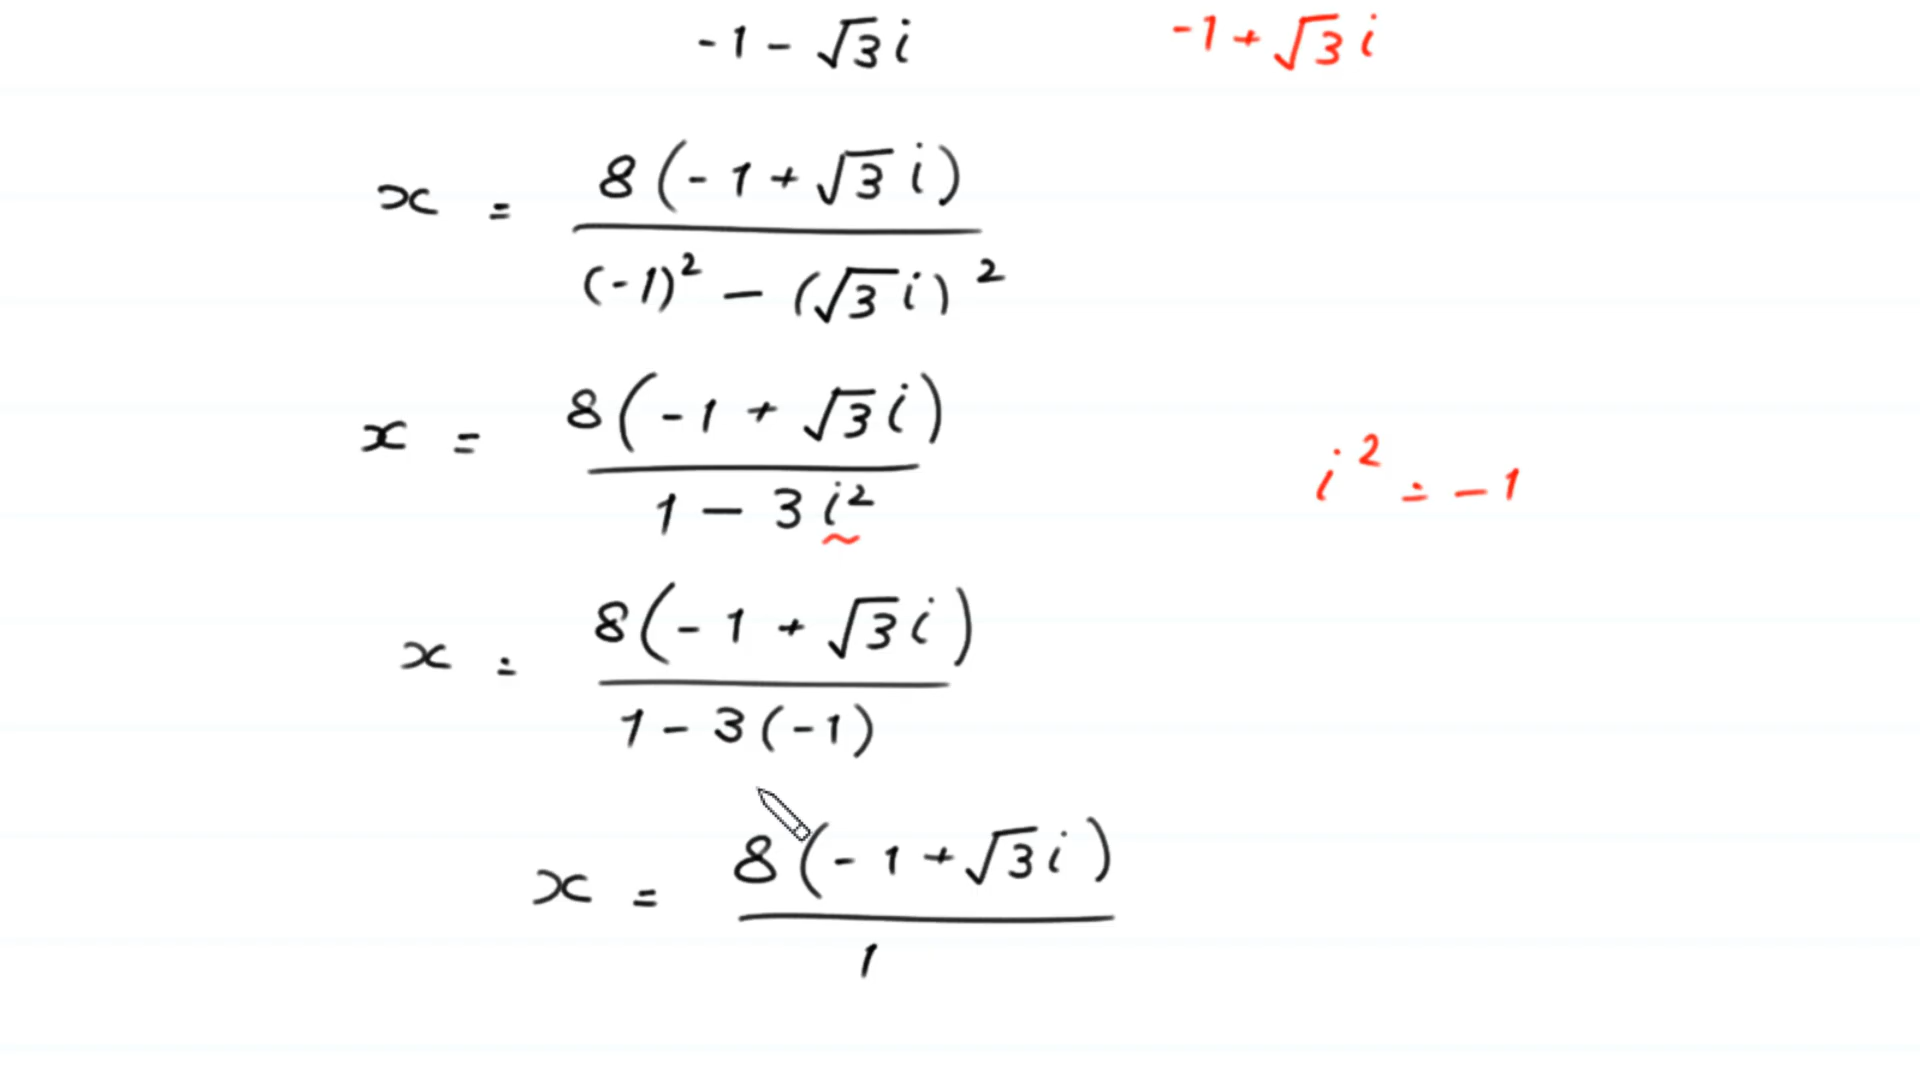 -1 - √3 i    -1 + √3 i
x = 8(-1 + √3 i)
(-1)² - (√3 i)²
x = 8(-1 + √3 i)
1 - 3i²
i² = -1
x = 8(-1 + √3 i)
1 - 3(-1)
x = 8(-1 + √3 i)
1